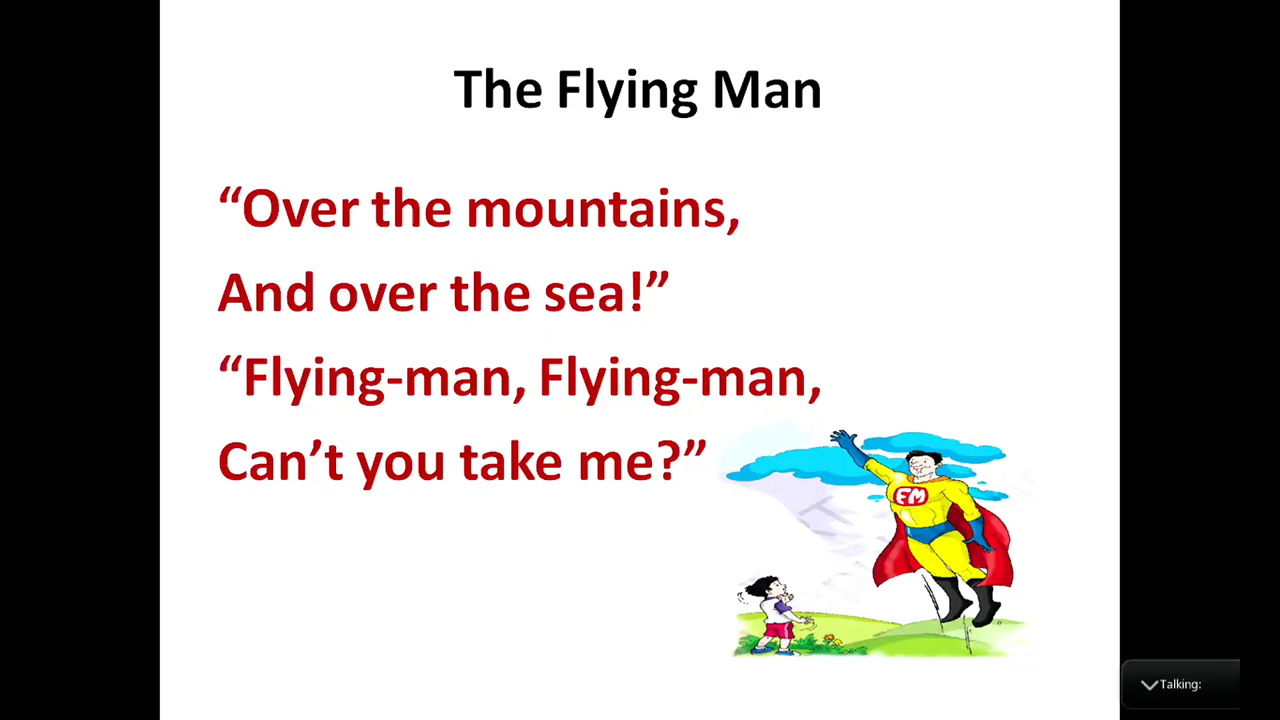 The Flying Man
“Over the mountains,
And over the sea!”
“Flying-man, Flying-man,
Can’t you take me?”
FM
Talking: